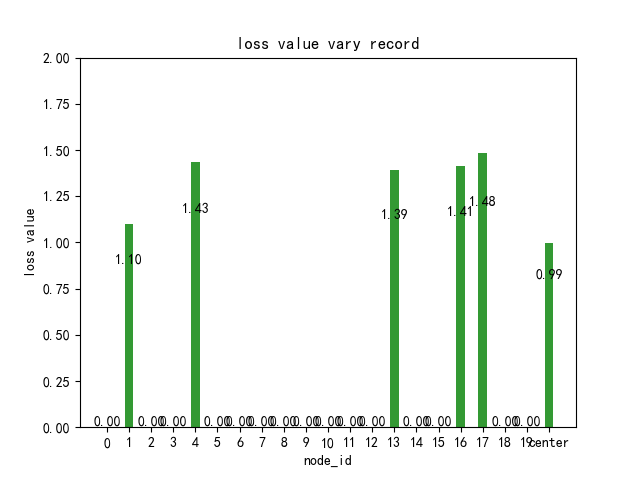 loss value vary record
2.00
1.75
1.50
1.25
1.00
0.75
0.50
0.25
0.00
loss value
0.00 1.10 0.00 0.00 1.43 0.00 0.00 0.00 0.00 0.00 0.00 0.00 0.00 1.39 0.00 0.00 1.41 1.48 0.00 0.00 0.99
0 1 2 3 4 5 6 7 8 9 10 11 12 13 14 15 16 17 18 19 center
node_id